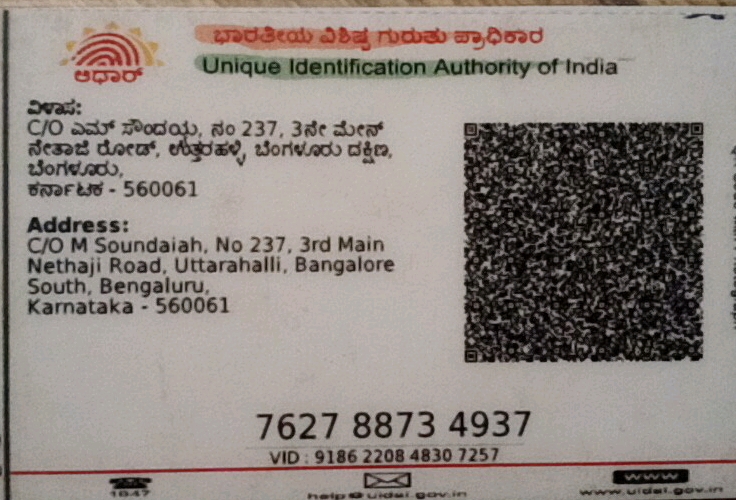 ಭಾರತೀಯ ವಿಶಿಷ್ಟ ಗುರುತು ಪ್ರಾಧಿಕಾರ
Unique Identification Authority of India
ಆಧಾರ್
ವಿಳಾಸ:
C/O ಎಮ್ ಸೌಂದಯ್ಯ, ನಂ 237, 3ನೇ ಮೇನ್
ನೇತಾಜಿ ರೋಡ್, ಉತ್ತರಹಳ್ಳಿ, ಬೆಂಗಳೂರು ದಕ್ಷಿಣ,
ಬೆಂಗಳೂರು,
ಕರ್ನಾಟಕ - 560061
Address:
C/O M Soundaiah, No 237, 3rd Main
Nethaji Road, Uttarahalli, Bangalore
South, Bengaluru,
Karnataka - 560061
7627 8873 4937
VID : 9186 2208 4830 7257
1947
help@uidai.gov.in
www
www.uidai.gov.in